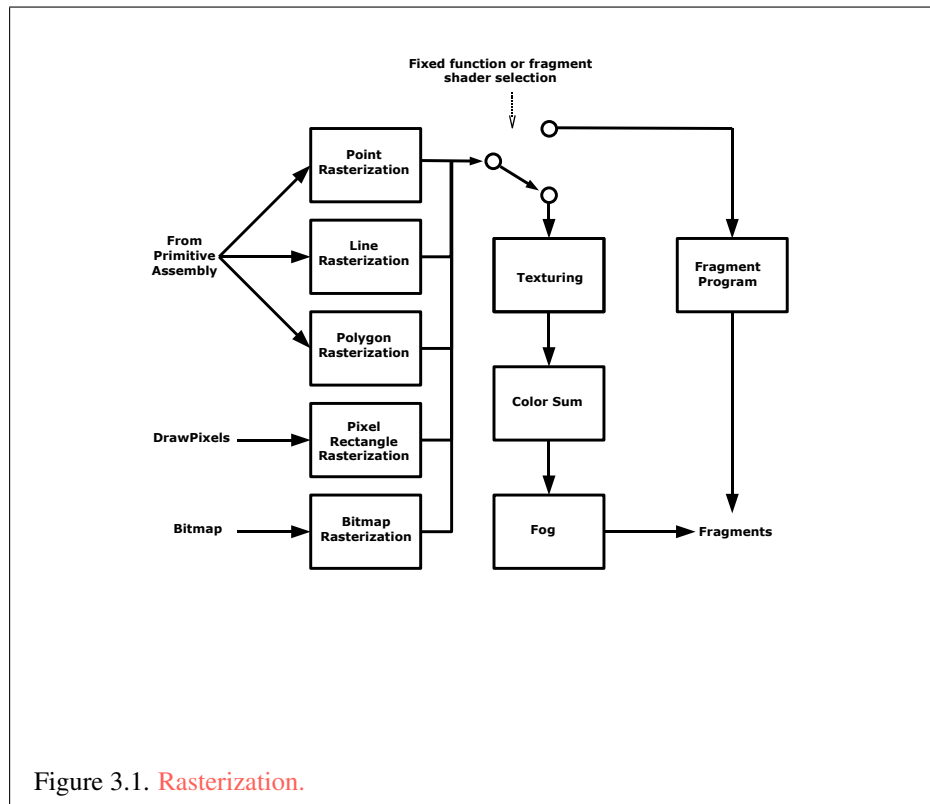 Fixed function or fragment
shader selection
Point
Rasterization
From
Primitive
Assembly
Line
Rasterization
Polygon
Rasterization
DrawPixels
Pixel
Rectangle
Rasterization
Bitmap
Bitmap
Rasterization
Texturing
Color Sum
Fog
Fragment
Program
Fragments
Figure 3.1. Rasterization.